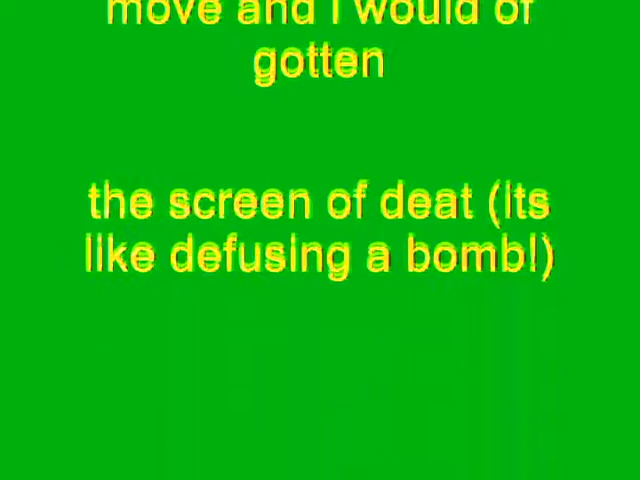 move and I would of
gotten
the screen of deat (its
like defusing a bomb!)